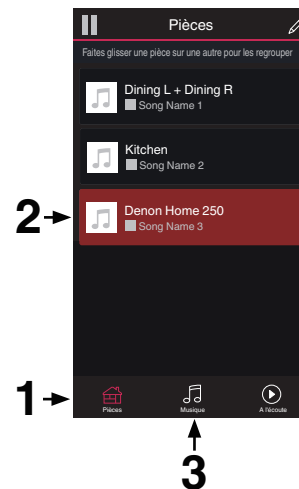 Pièces
Faites glisser une pièce sur une autre pour les regrouper
Dining L + Dining R
Song Name 1
Kitchen
Song Name 2
2
Denon Home 250
Song Name 3
1
Pièces
Musique
A l'écoute
3